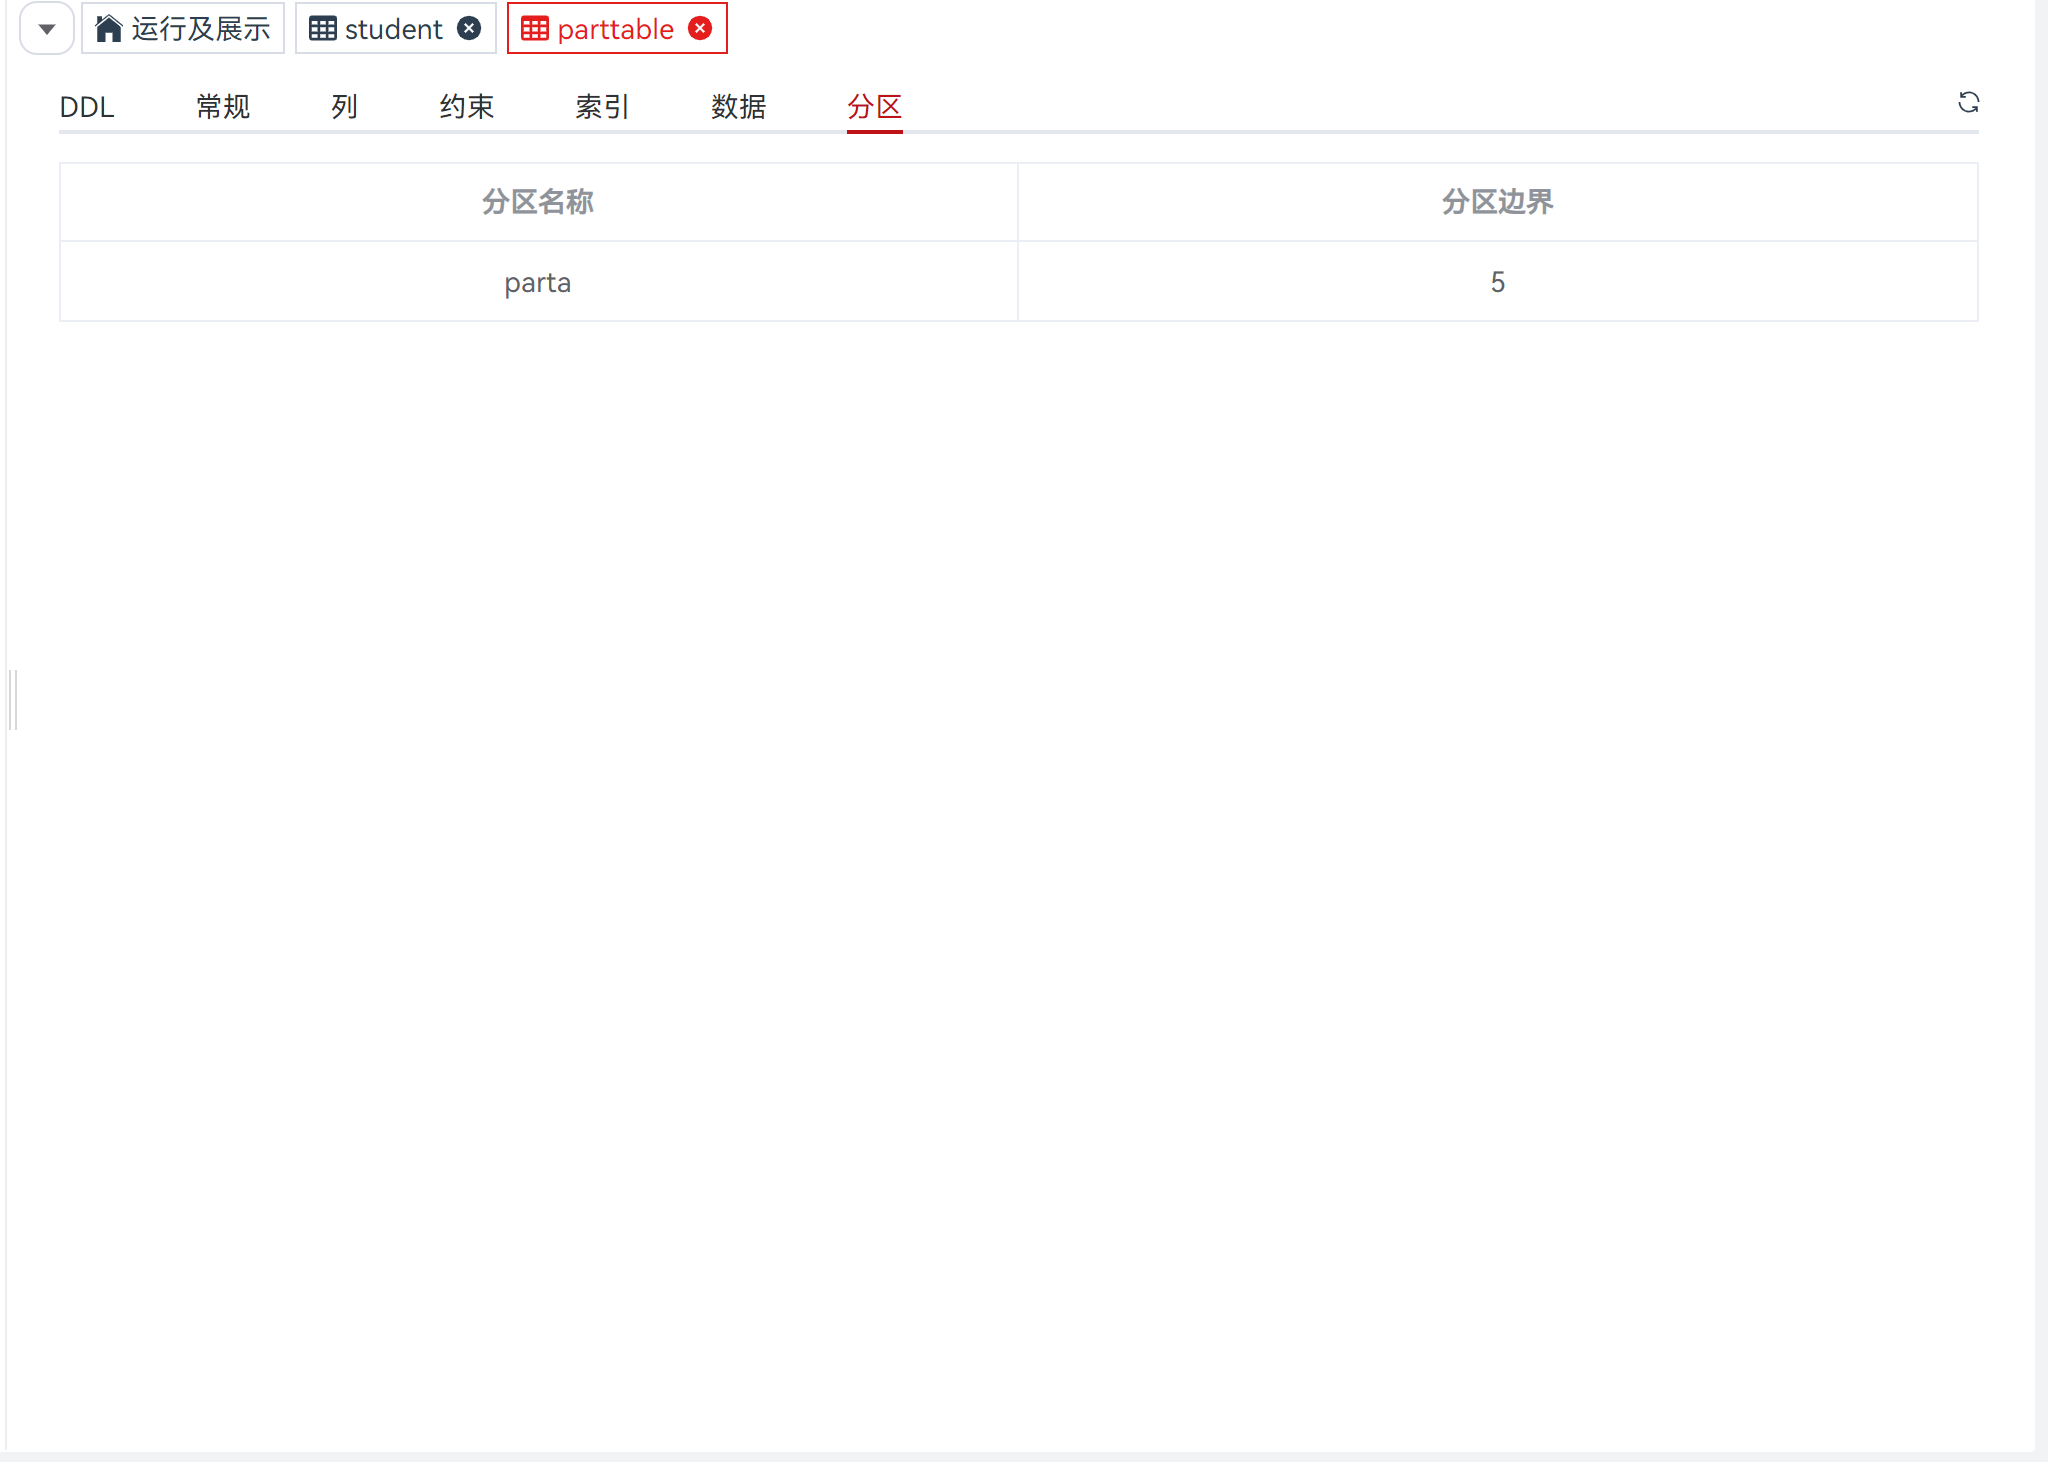 运行及展示 student parttable
DDL 常规 列 约束 索引 数据 分区
分区名称 分区边界
parta 5